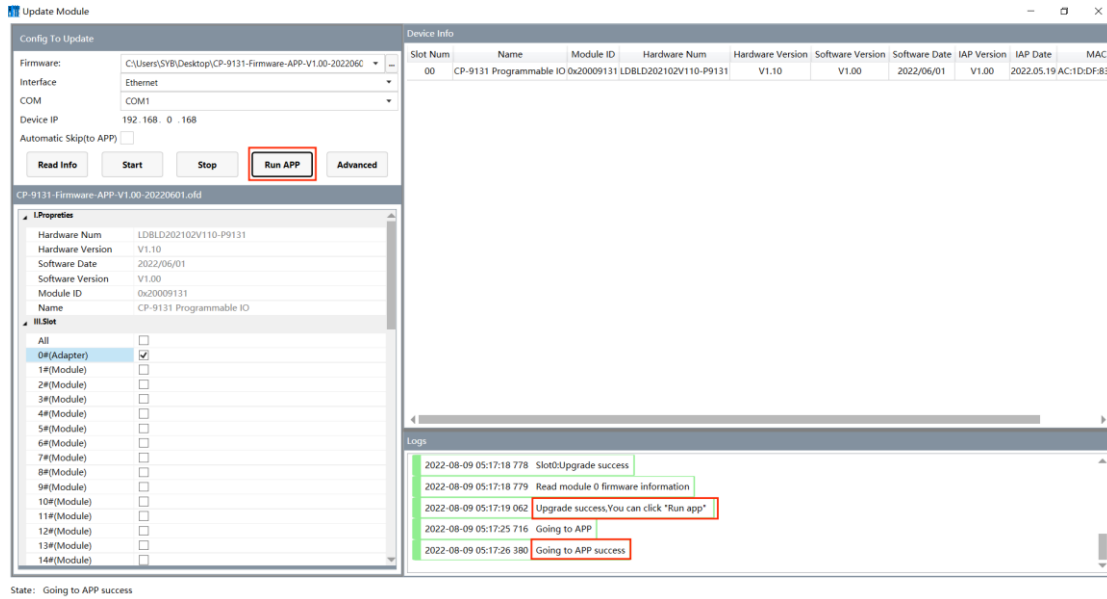 Update Module
Config To Update
Firmware: C:\Users\SYB\Desktop\CP-9131-Firmware-APP-V1.00-202206(
Interface Ethernet
COM COM1
Device IP 192.168. 0 .168
Automatic Skip(to APP)
Read Info Start Stop Run APP Advanced
CP-9131-Firmware-APP-V1.00-20220601.ofd
I.Propreties
Hardware Num LDBLD202102V110-P9131
Hardware Version V1.10
Software Date 2022/06/01
Software Version V1.00
Module ID 0x20009131
Name CP-9131 Programmable IO
III.Slot
All
0#(Adapter)
1#(Module)
2#(Module)
3#(Module)
4#(Module)
5#(Module)
6#(Module)
7#(Module)
8#(Module)
9#(Module)
10#(Module)
11#(Module)
12#(Module)
13#(Module)
14#(Module)
Device Info
Slot Num Name Module ID Hardware Num Hardware Version Software Version Software Date IAP Version IAP Date MAC
00 CP-9131 Programmable IO 0x20009131 LDBLD202102V110-P9131 V1.10 V1.00 2022/06/01 V1.00 2022.05.19 AC:1D:DF:83
Logs
2022-08-09 05:17:18 778 Slot0:Upgrade success
2022-08-09 05:17:18 779 Read module 0 firmware information
2022-08-09 05:17:19 062 Upgrade success,You can click "Run app"
2022-08-09 05:17:25 716 Going to APP
2022-08-09 05:17:26 380 Going to APP success
State: Going to APP success